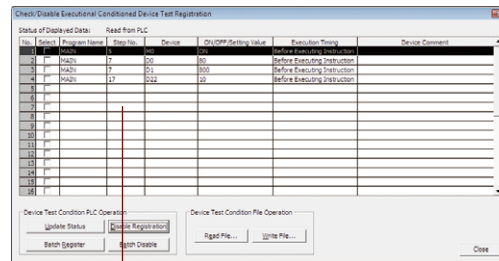 Check/Disable Executional Conditioned Device Test Registration
Status of Displayed Data: Read from PLC
No. Select Program Name Step No. Device ON/OFF/Setting Value Execution Timing Device Comment
1 MAIN 5 M0 ON Before Executing Instruction
2 MAIN 7 D0 80 Before Executing Instruction
3 MAIN 7 D1 800 Before Executing Instruction
4 MAIN 17 D22 10 Before Executing Instruction
5
6
7
8
9
10
11
12
13
14
15
16
Device Test Condition PLC Operation Device Test Condition File Operation
Update Status Disable Registration
Read File... Write File...
Batch Register Batch Disable
Close